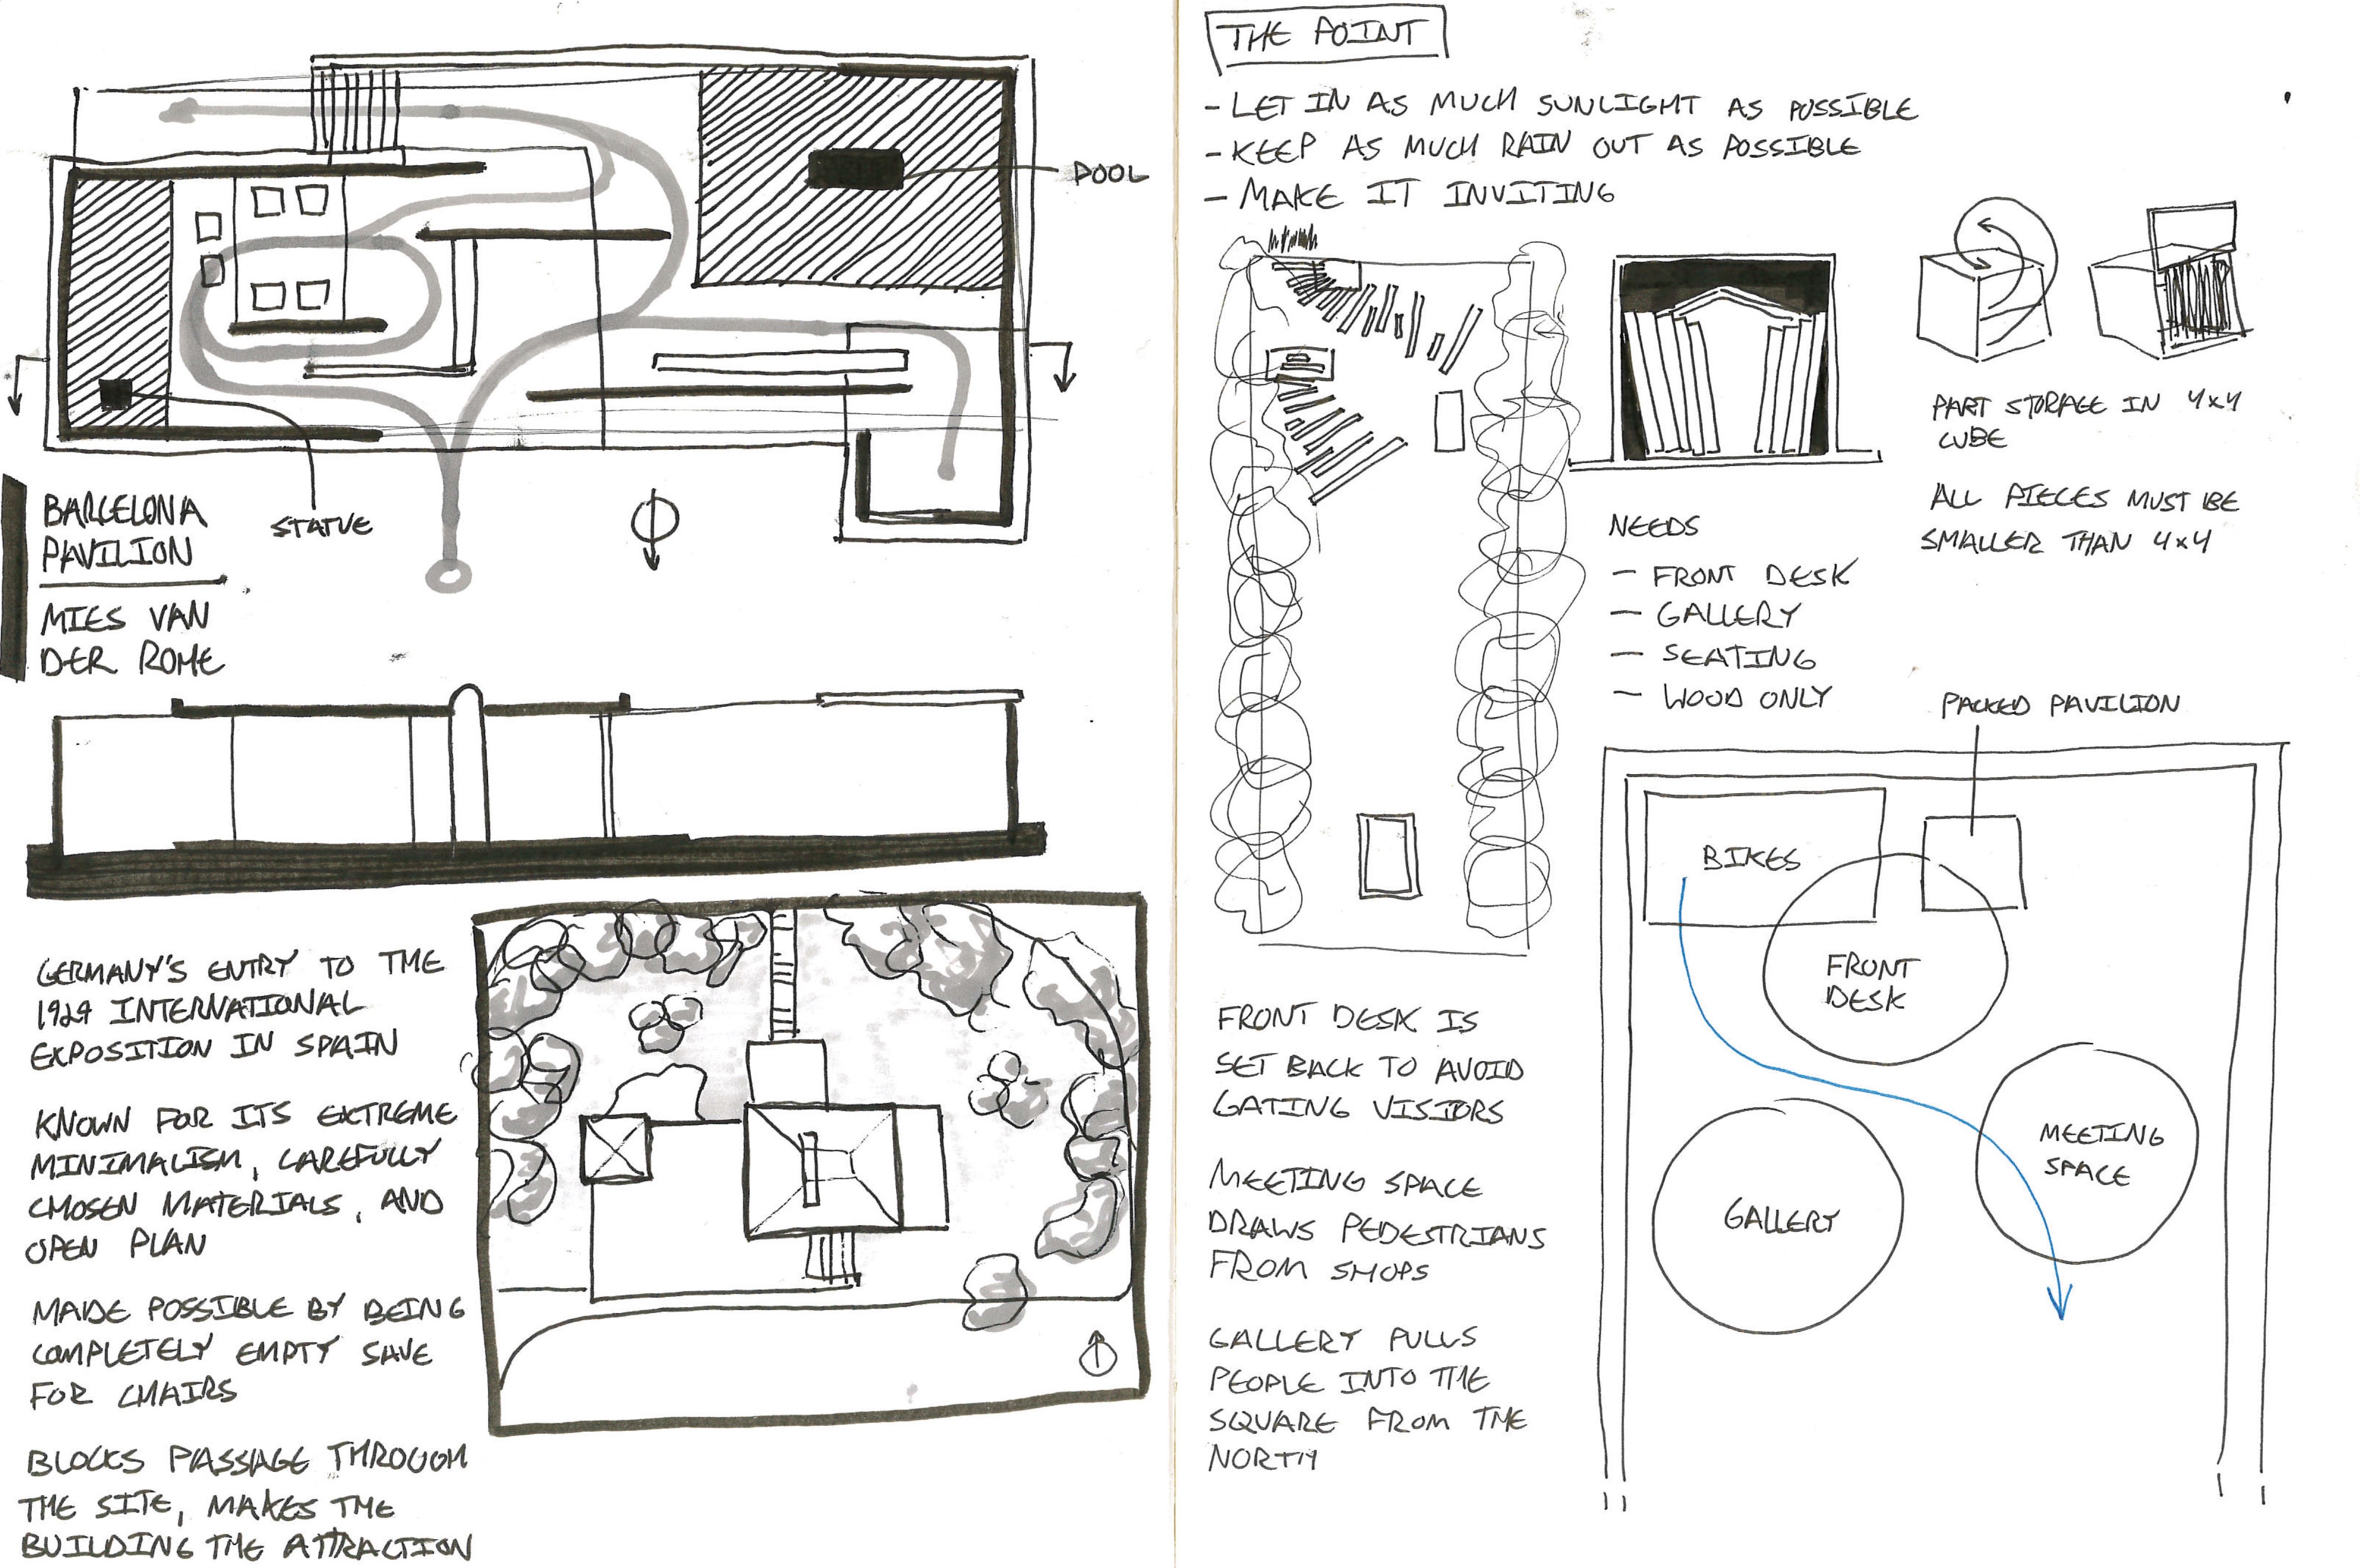 POOL
STATUE
BARCELONA
PAVILION
MIES VAN
DER ROHE
GERMANY'S ENTRY TO THE
1929 INTERNATIONAL
EXPOSITION IN SPAIN
KNOWN FOR ITS EXTREME
MINIMALISM, CAREFULLY
CHOSEN MATERIALS, AND
OPEN PLAN
MADE POSSIBLE BY BEING
COMPLETELY EMPTY SAVE
FOR CHAIRS
BLOCKS PASSAGE THROUGH
THE SITE, MAKES THE
BUILDING THE ATTRACTION
THE POINT
- LET IN AS MUCH SUNLIGHT AS POSSIBLE
- KEEP AS MUCH RAIN OUT AS POSSIBLE
- MAKE IT INVITING
PART STORAGE IN 4x4
CUBE
ALL PIECES MUST BE
SMALLER THAN 4x4
NEEDS
- FRONT DESK
- GALLERY
- SEATING
- WOOD ONLY
PACKED PAVILION
BIKES
FRONT
DESK
MEETING
SPACE
GALLERY
FRONT DESK IS
SET BACK TO AVOID
GATING VISITORS
MEETING SPACE
DRAWS PEDESTRIANS
FROM SHOPS
GALLERY PULLS
PEOPLE INTO THE
SQUARE FROM THE
NORTH